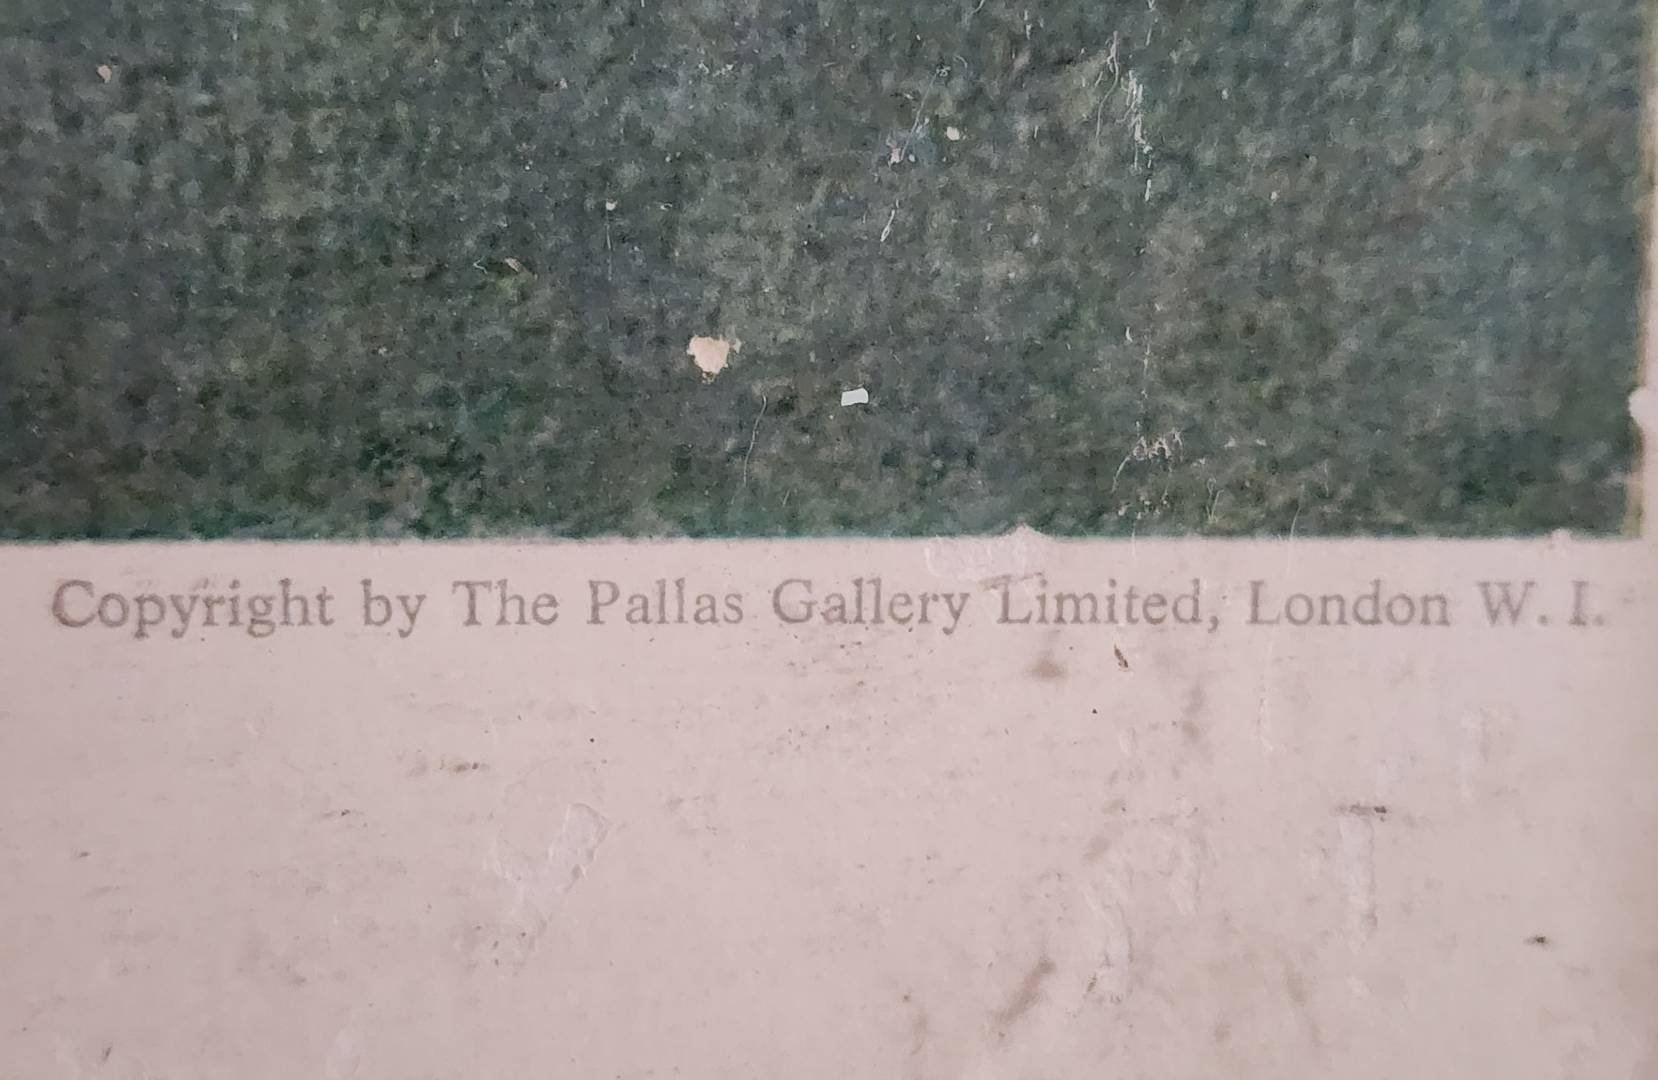 Copyright by The Pallas Gallery Limited, London W. I.